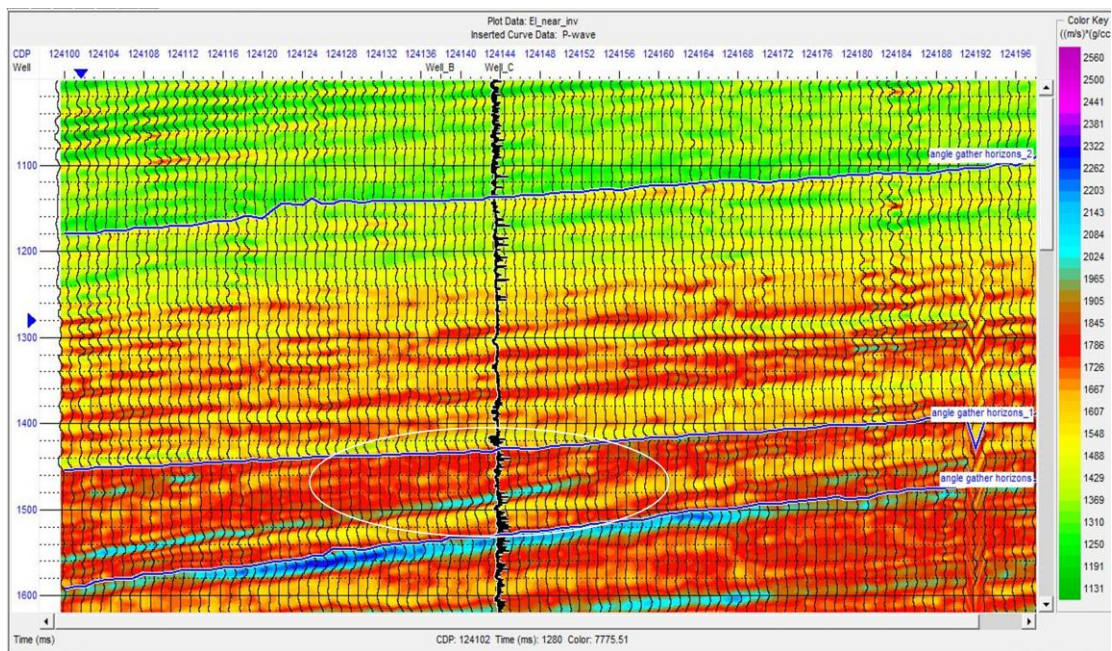 Plot Data: EI_near_inv
Inserted Curve Data: P-wave
Color Key
((m/s)*(g/cc
CDP 124100 124104 124108 124112 124120 124124 124128 124132 124136 124140 124144 124148 124152 124156 124160 124164 124168 124172 124176 124180 124184 124188 124192 124196
Well Well_B Well_C
2560
2500
2441
2381
2322
2262
2203
2143
2084
2024
1965
1905
1845
1786
1726
1667
1607
1548
1488
1429
1369
1310
1250
1191
1131
1100
angle gather horizons_2
1200
1300
1400
angle gather horizons_1
angle gather horizons
1500
1600
Time (ms)
CDP: 124102 Time (ms): 1280 Color: 7775.51